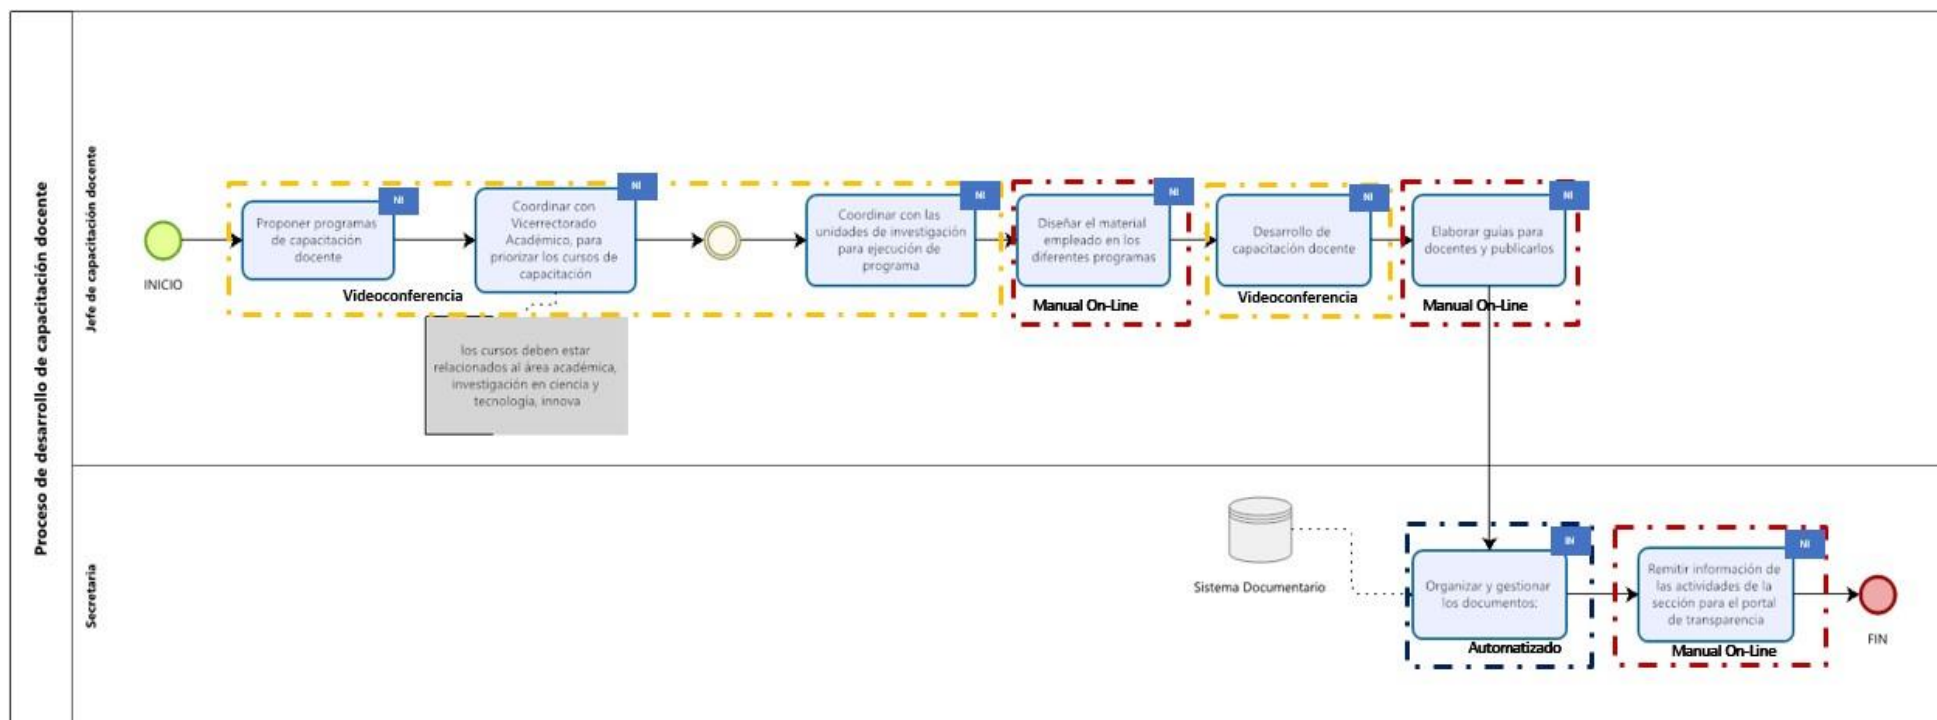 Proceso de desarrollo de capacitación docente
Jefe de capacitación docente
INICIO
NI
Proponer programas
de capacitación
docente
NI
Coordinar con
Vicerrectorado
Académico, para
priorizar los cursos de
capacitación
Videoconferencia
los cursos deben estar
relacionados al área académica,
investigación en ciencia y
tecnología, innova
NI
Coordinar con las
unidades de investigación
para ejecución de
programa
NI
Diseñar el material
empleado en los
diferentes programas
Manual On-Line
NI
Desarrollo de
capacitación docente
Videoconferencia
NI
Elaborar guías para
docentes y publicarlos
Manual On-Line
Secretaria
Sistema Documentario
IN
Organizar y gestionar
los documentos;
Automatizado
NI
Remitir información de
las actividades de la
sección para el portal
de transparencia
Manual On-Line
FIN